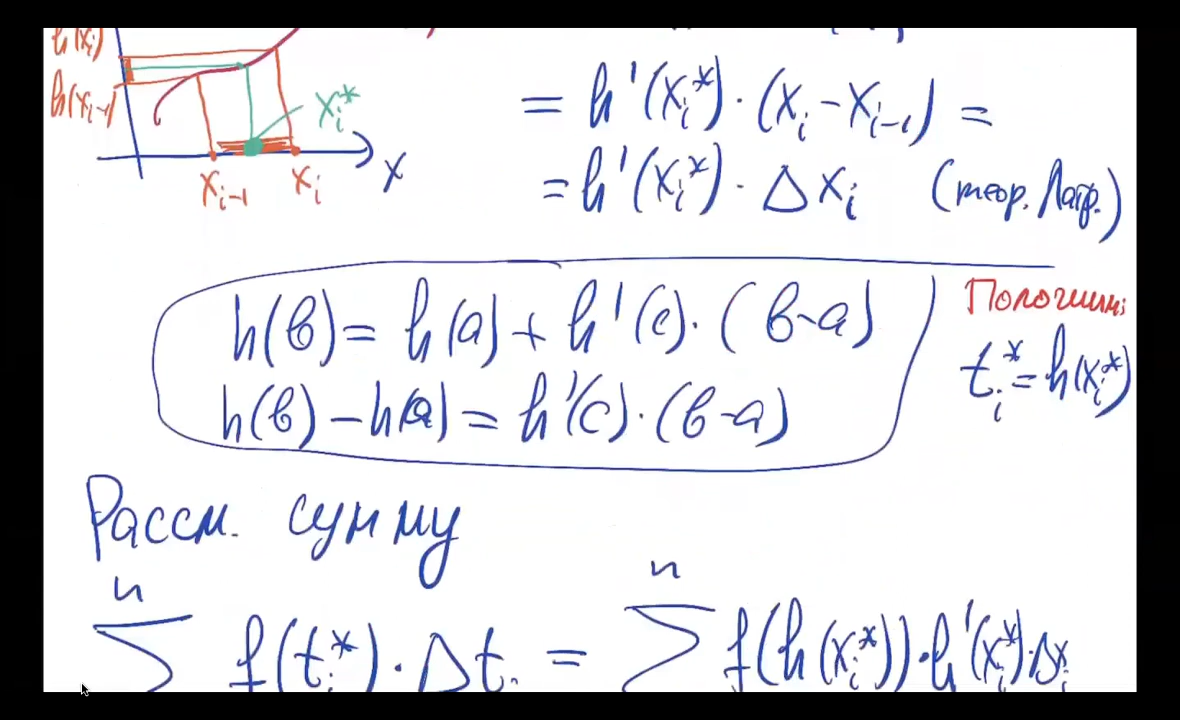 h(xᵢ)
h(xᵢ₋₁)
xᵢ*
xᵢ₋₁
xᵢ
x
= h'(xᵢ*) · (xᵢ - xᵢ₋₁) =
= h'(xᵢ*) · Δxᵢ (теор. Лагр.)
h(в) = h(a) + h'(c) · (в-a)
h(в) - h(a) = h'(c) · (в-a)
Положим:
tᵢ* = h(xᵢ*)
Рассм. сумму
n
∑ f(tᵢ*) · Δtᵢ = ∑ f(h(xᵢ*)) · h'(xᵢ*) · Δxᵢ
n